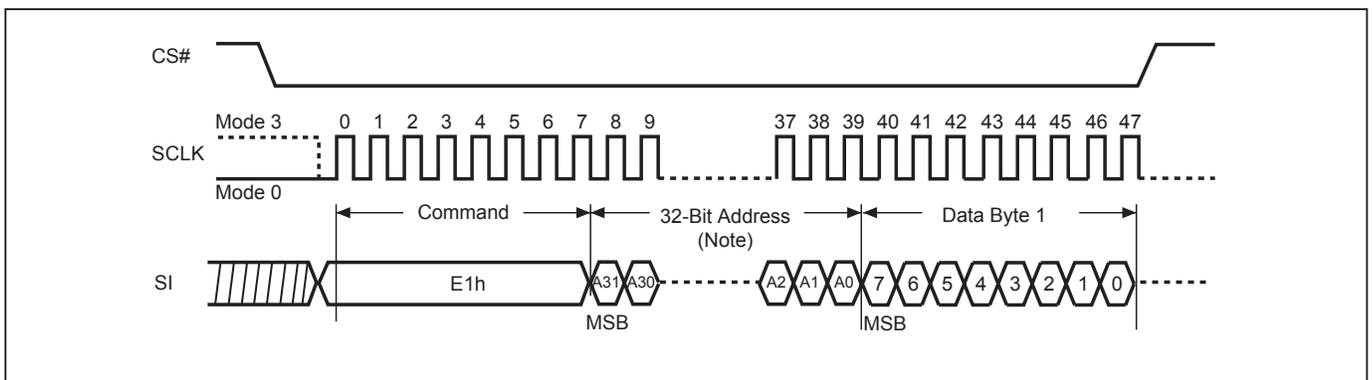 CS#
Mode 3
0 1 2 3 4 5 6 7 8 9 37 38 39 40 41 42 43 44 45 46 47
SCLK
Mode 0
Command 32-Bit Address Data Byte 1
(Note)
SI E1h A31 A30 A2 A1 A0 7 6 5 4 3 2 1 0
MSB MSB